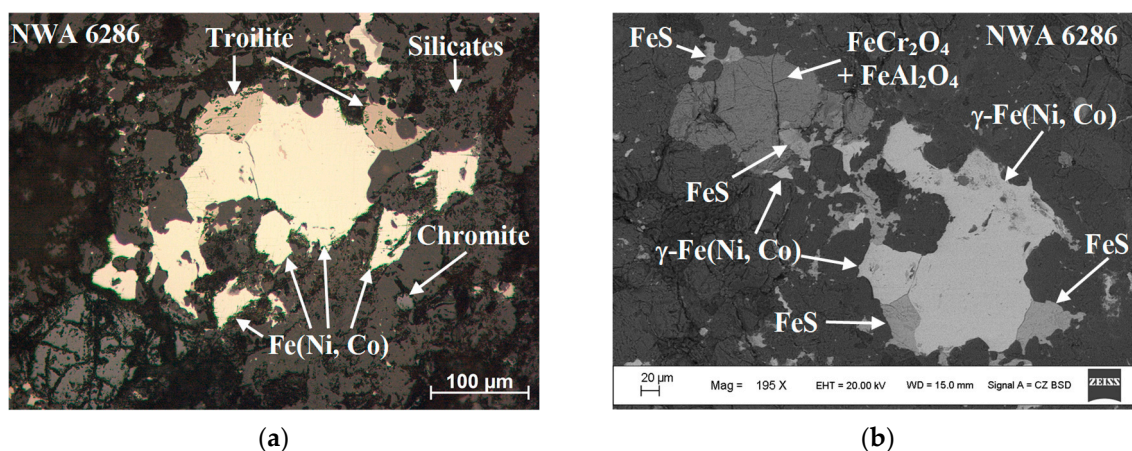 NWA 6286
Troilite
Silicates
Chromite
Fe(Ni, Co)
100 µm
(a)
FeS
FeCr₂O₄
+ FeAl₂O₄
NWA 6286
γ-Fe(Ni, Co)
FeS
γ-Fe(Ni, Co)
FeS
FeS
20 µm
Mag = 195 X EHT = 20.00 kV WD = 15.0 mm Signal A = CZ BSD
ZEISS
(b)